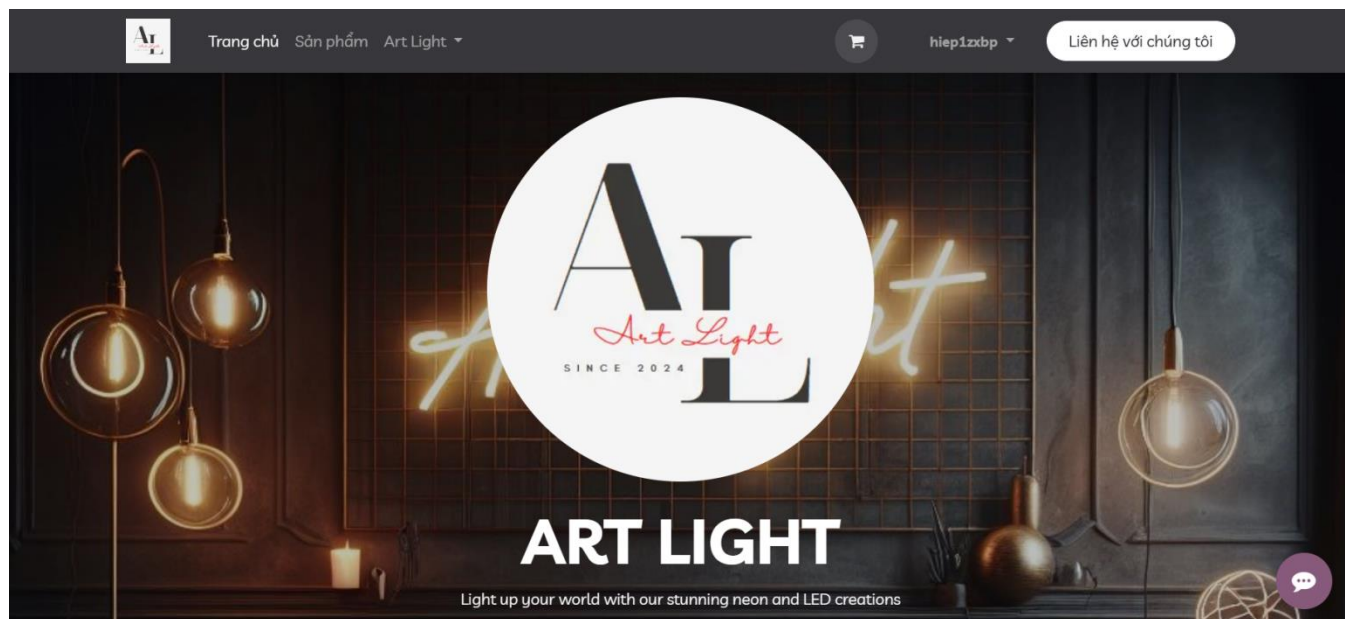 AL
Trang chủ Sản phẩm Art Light
hiep1zxbp
Liên hệ với chúng tôi
AL
Art Light
SINCE 2024
ART LIGHT
Light up your world with our stunning neon and LED creations